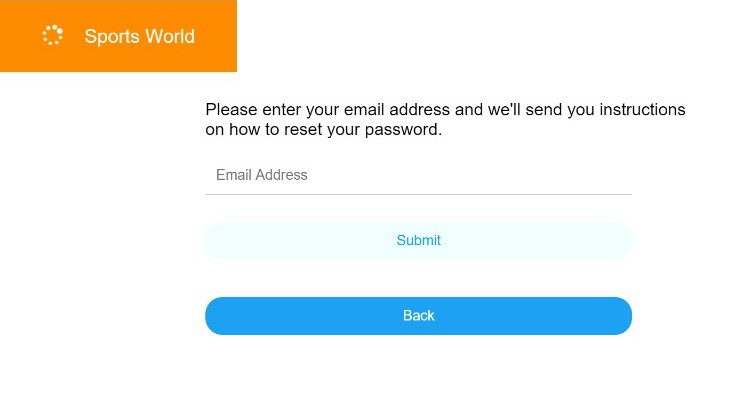 Sports World
Please enter your email address and we'll send you instructions
on how to reset your password.
Email Address
Submit
Back